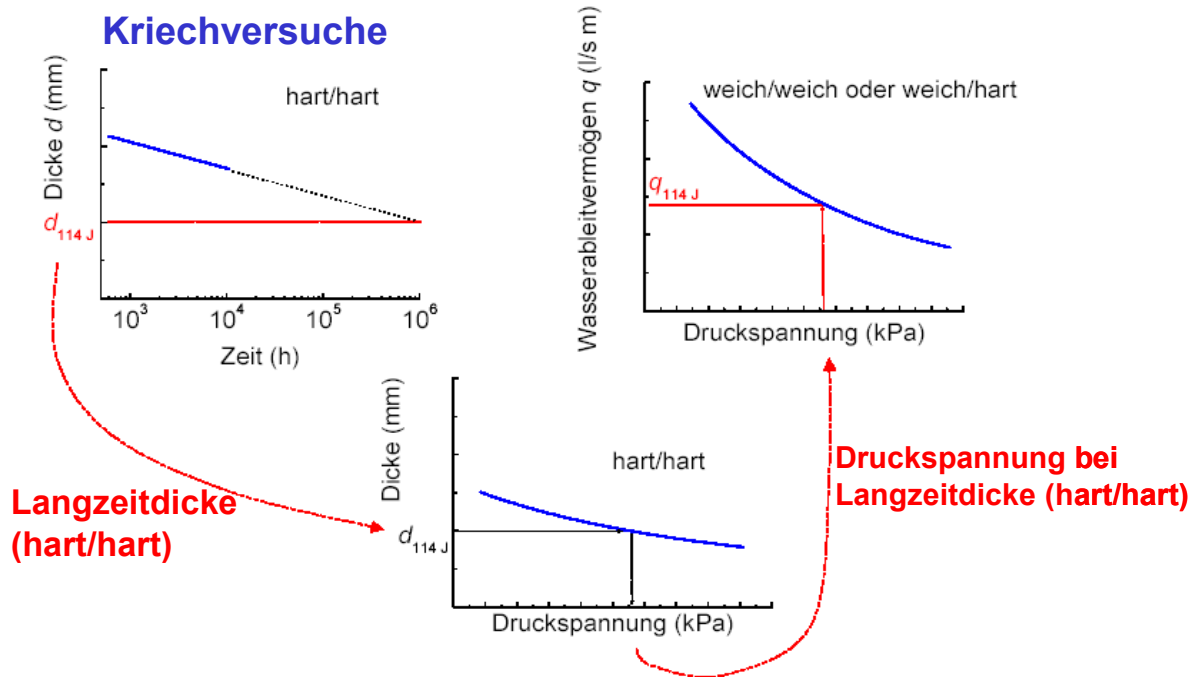 Kriechversuche
Dicke d (mm)
hart/hart
d114 J
10³
10⁴
10⁵
10⁶
Zeit (h)
Wasserableitvermögen q (l/s m)
weich/weich oder weich/hart
q114 J
Druckspannung (kPa)
Dicke (mm)
hart/hart
d114 J
Druckspannung (kPa)
Langzeitdicke
(hart/hart)
Druckspannung bei
Langzeitdicke (hart/hart)